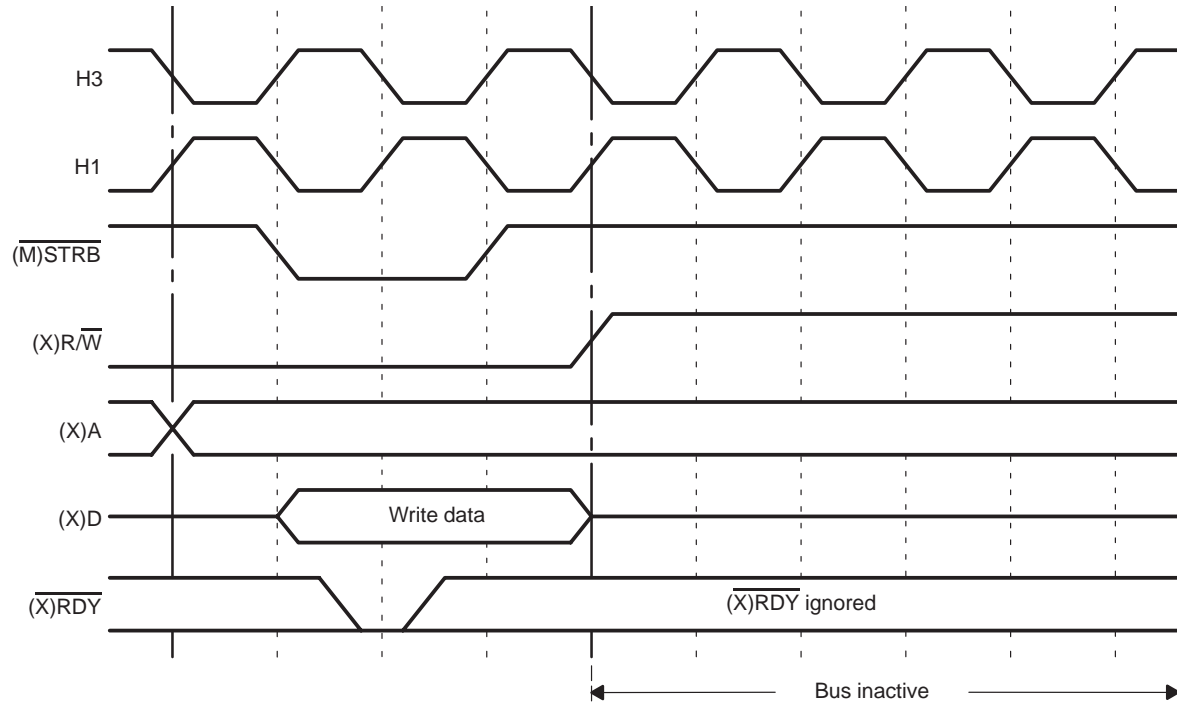 H3
H1
(M)STRB
(X)R/W
(X)A
(X)D
Write data
(X)RDY
(X)RDY ignored
Bus inactive